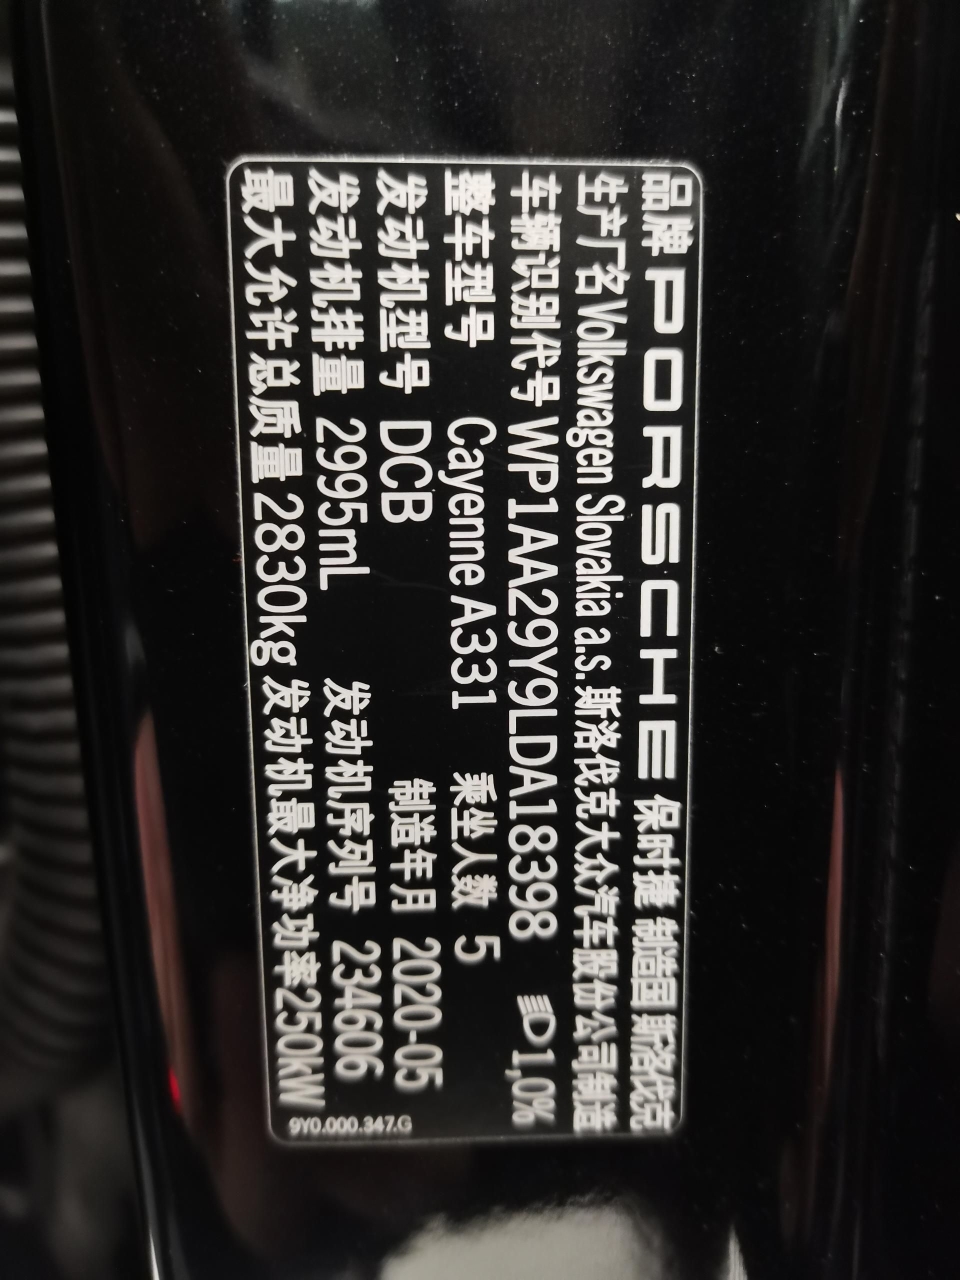 品牌 PORSCHE 保时捷 制造国 斯洛伐克
生产厂名 Volkswagen Slovakia a.s. 斯洛伐克大众汽车股份公司制造
车辆识别代号 WP1AA29Y9LDA18398 1,0%
整车型号 Cayenne A331 乘坐人数 5
发动机型号 DCB 制造年月 2020-05
发动机排量 2995mL 发动机序列号 234606
最大允许总质量 2830kg 发动机最大净功率250kW
9Y0.000.347.G